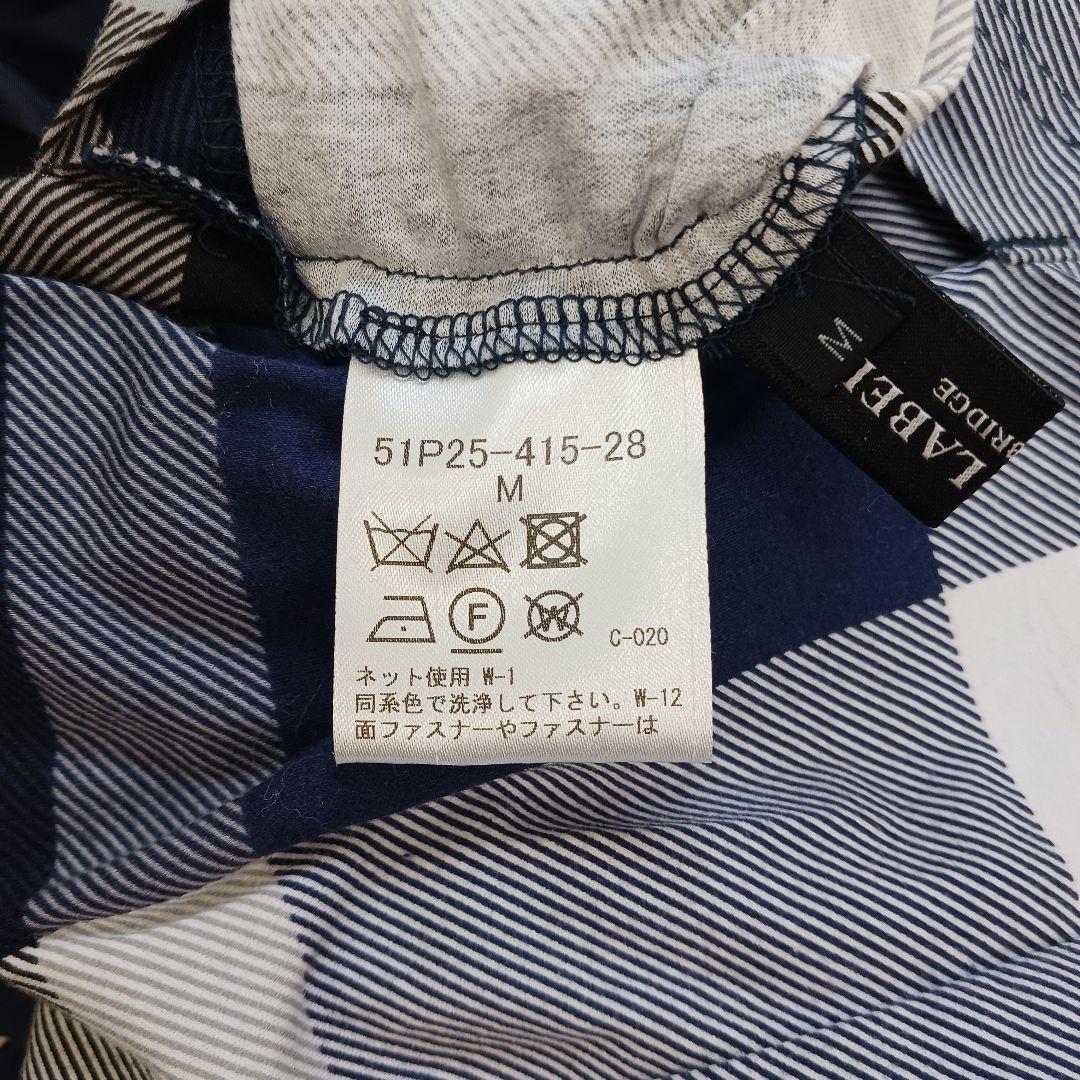 51P25-415-28
M
F
W
C-020
ネット使用 W-1
同系色で洗浄して下さい。W-12
面ファスナーやファスナーは
M
LABEL
BRIDGE